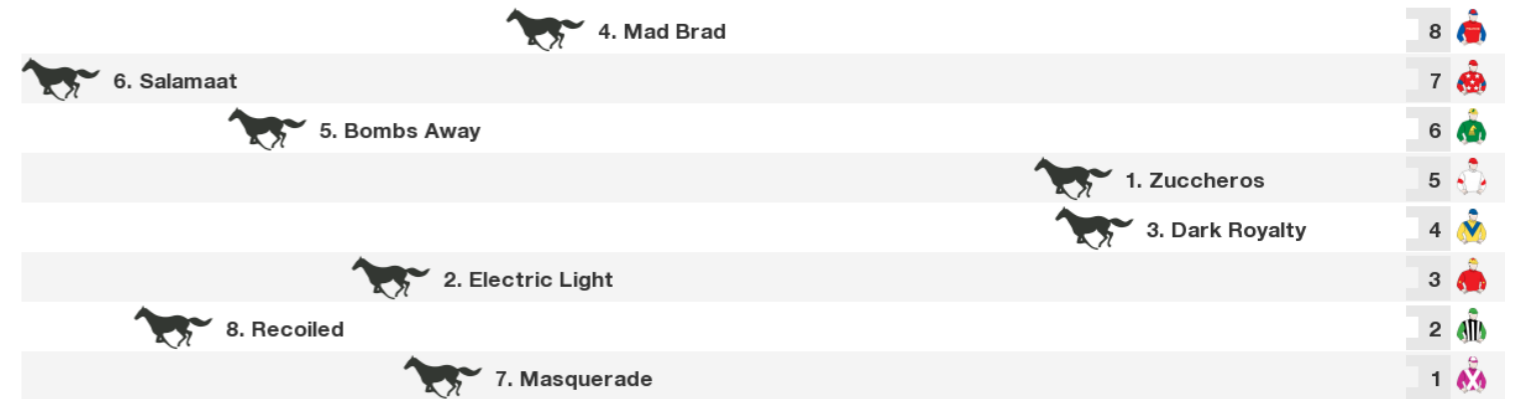 4. Mad Brad 8
6. Salamaat 7
5. Bombs Away 6
1. Zuccheros 5
3. Dark Royalty 4
2. Electric Light 3
8. Recoiled 2
7. Masquerade 1